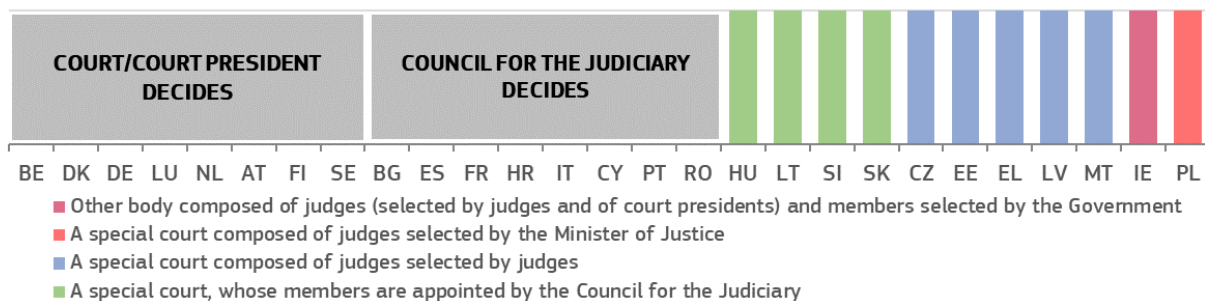 COURT/COURT PRESIDENT
DECIDES
COUNCIL FOR THE JUDICIARY
DECIDES
BE DK DE LU NL AT FI SE BG ES FR HR IT CY PT RO HU LT SI SK CZ EE EL LV MT IE PL
Other body composed of judges (selected by judges and of court presidents) and members selected by the Government
A special court composed of judges selected by the Minister of Justice
A special court composed of judges selected by judges
A special court, whose members are appointed by the Council for the Judiciary